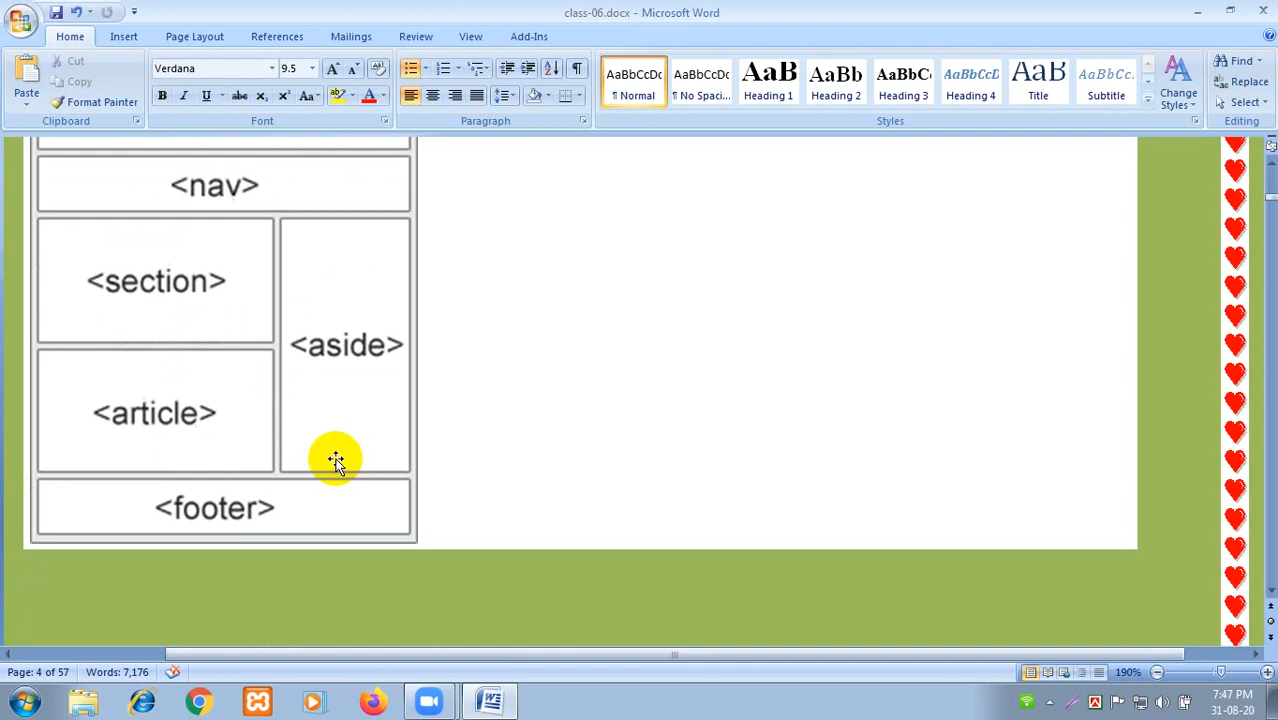 class-06.docx - Microsoft Word
Home Insert Page Layout References Mailings Review View Add-Ins
Paste
Cut
Copy
Format Painter
Clipboard
Verdana 9.5
Font
Paragraph
AaBbCcDc AaBbCcDc AaB AaBb AaBbC AaBbCcD AaB AaBbCc.
¶ Normal ¶ No Spaci... Heading 1 Heading 2 Heading 3 Heading 4 Title Subtitle
Change
Styles
Styles
Find
Replace
Select
Editing
<nav>
<section>
<aside>
<article>
<footer>
Page: 4 of 57 Words: 7,176 190%
7:47 PM
31-08-20